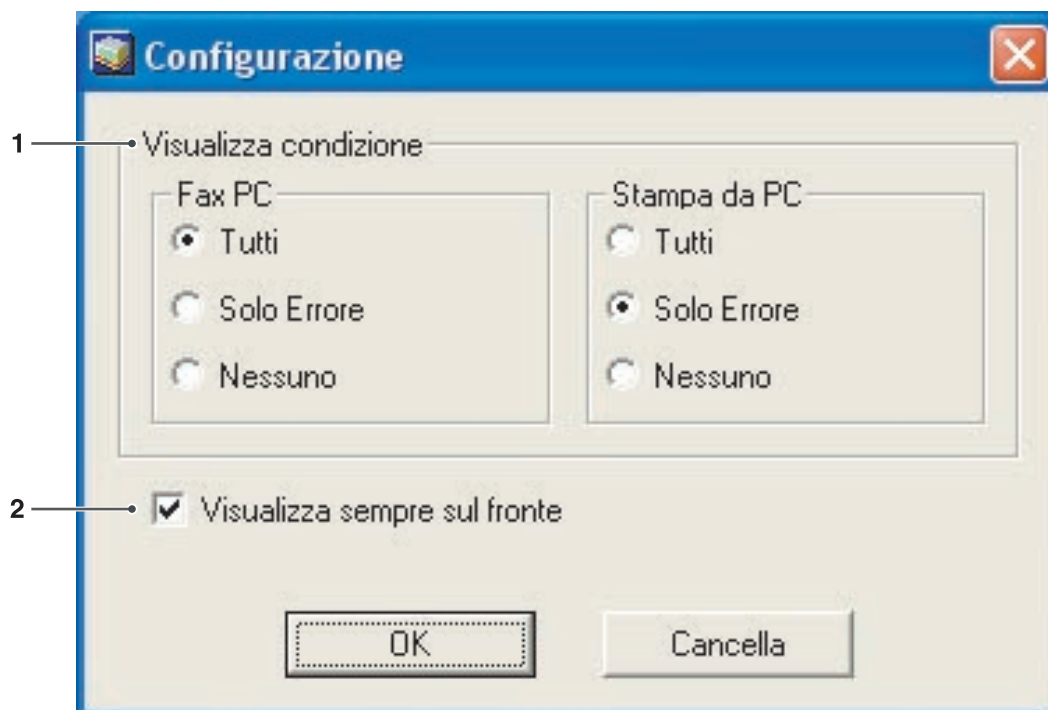 Configurazione
1
Visualizza condizione
Fax PC
Tutti
Solo Errore
Nessuno
Stampa da PC
Tutti
Solo Errore
Nessuno
2
Visualizza sempre sul fronte
OK
Cancella